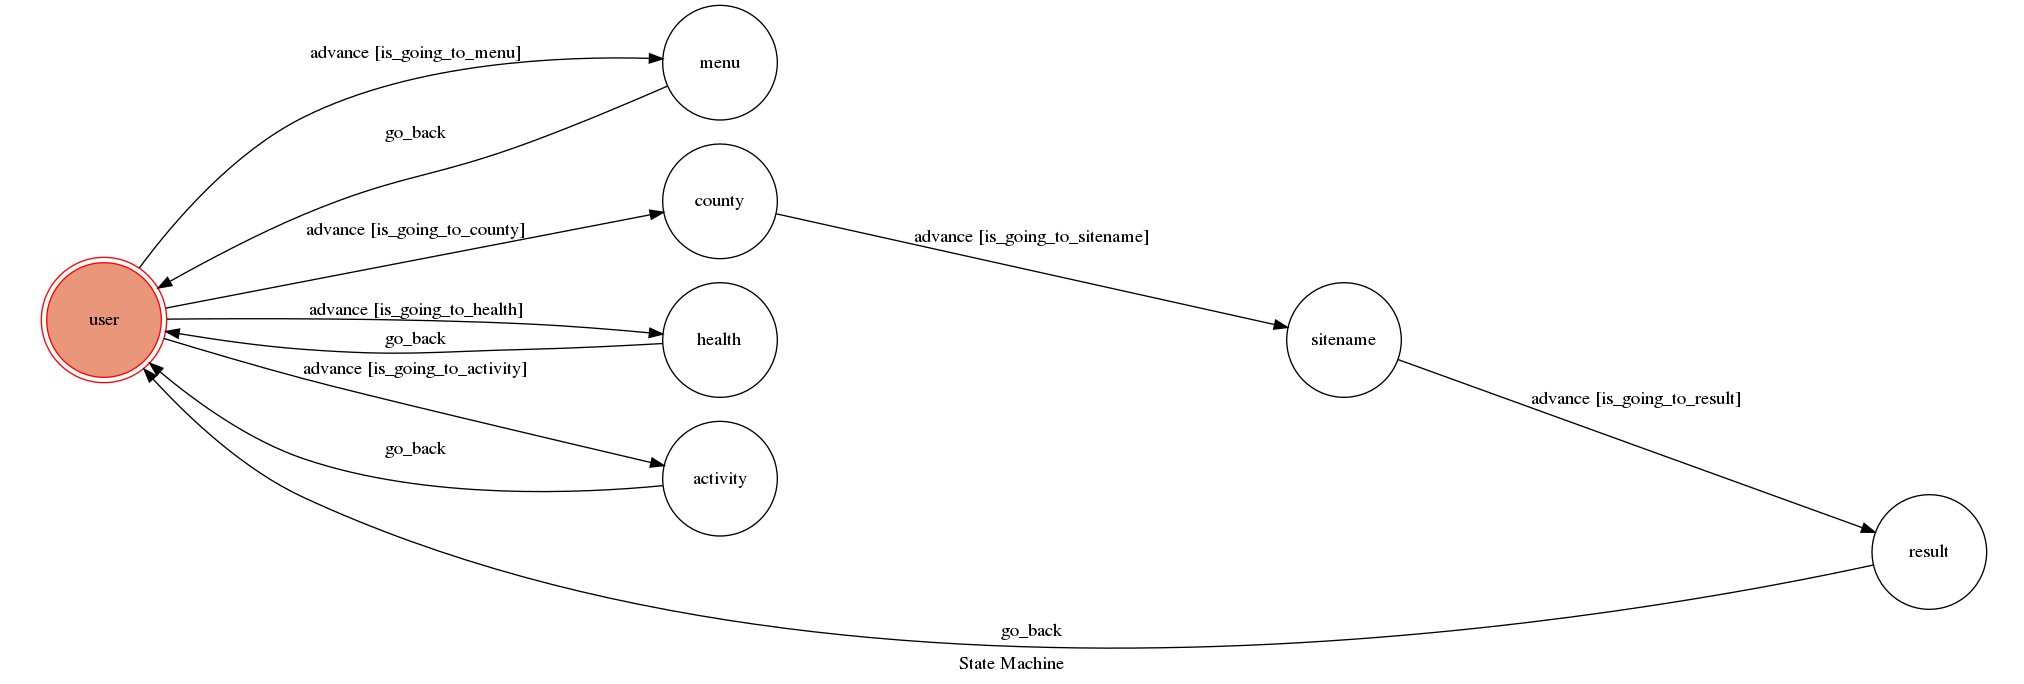 advance [is_going_to_menu]
menu
go_back
county
advance [is_going_to_county]
advance [is_going_to_sitename]
user
advance [is_going_to_health]
health
go_back
sitename
advance [is_going_to_activity]
advance [is_going_to_result]
go_back
activity
result
go_back
State Machine